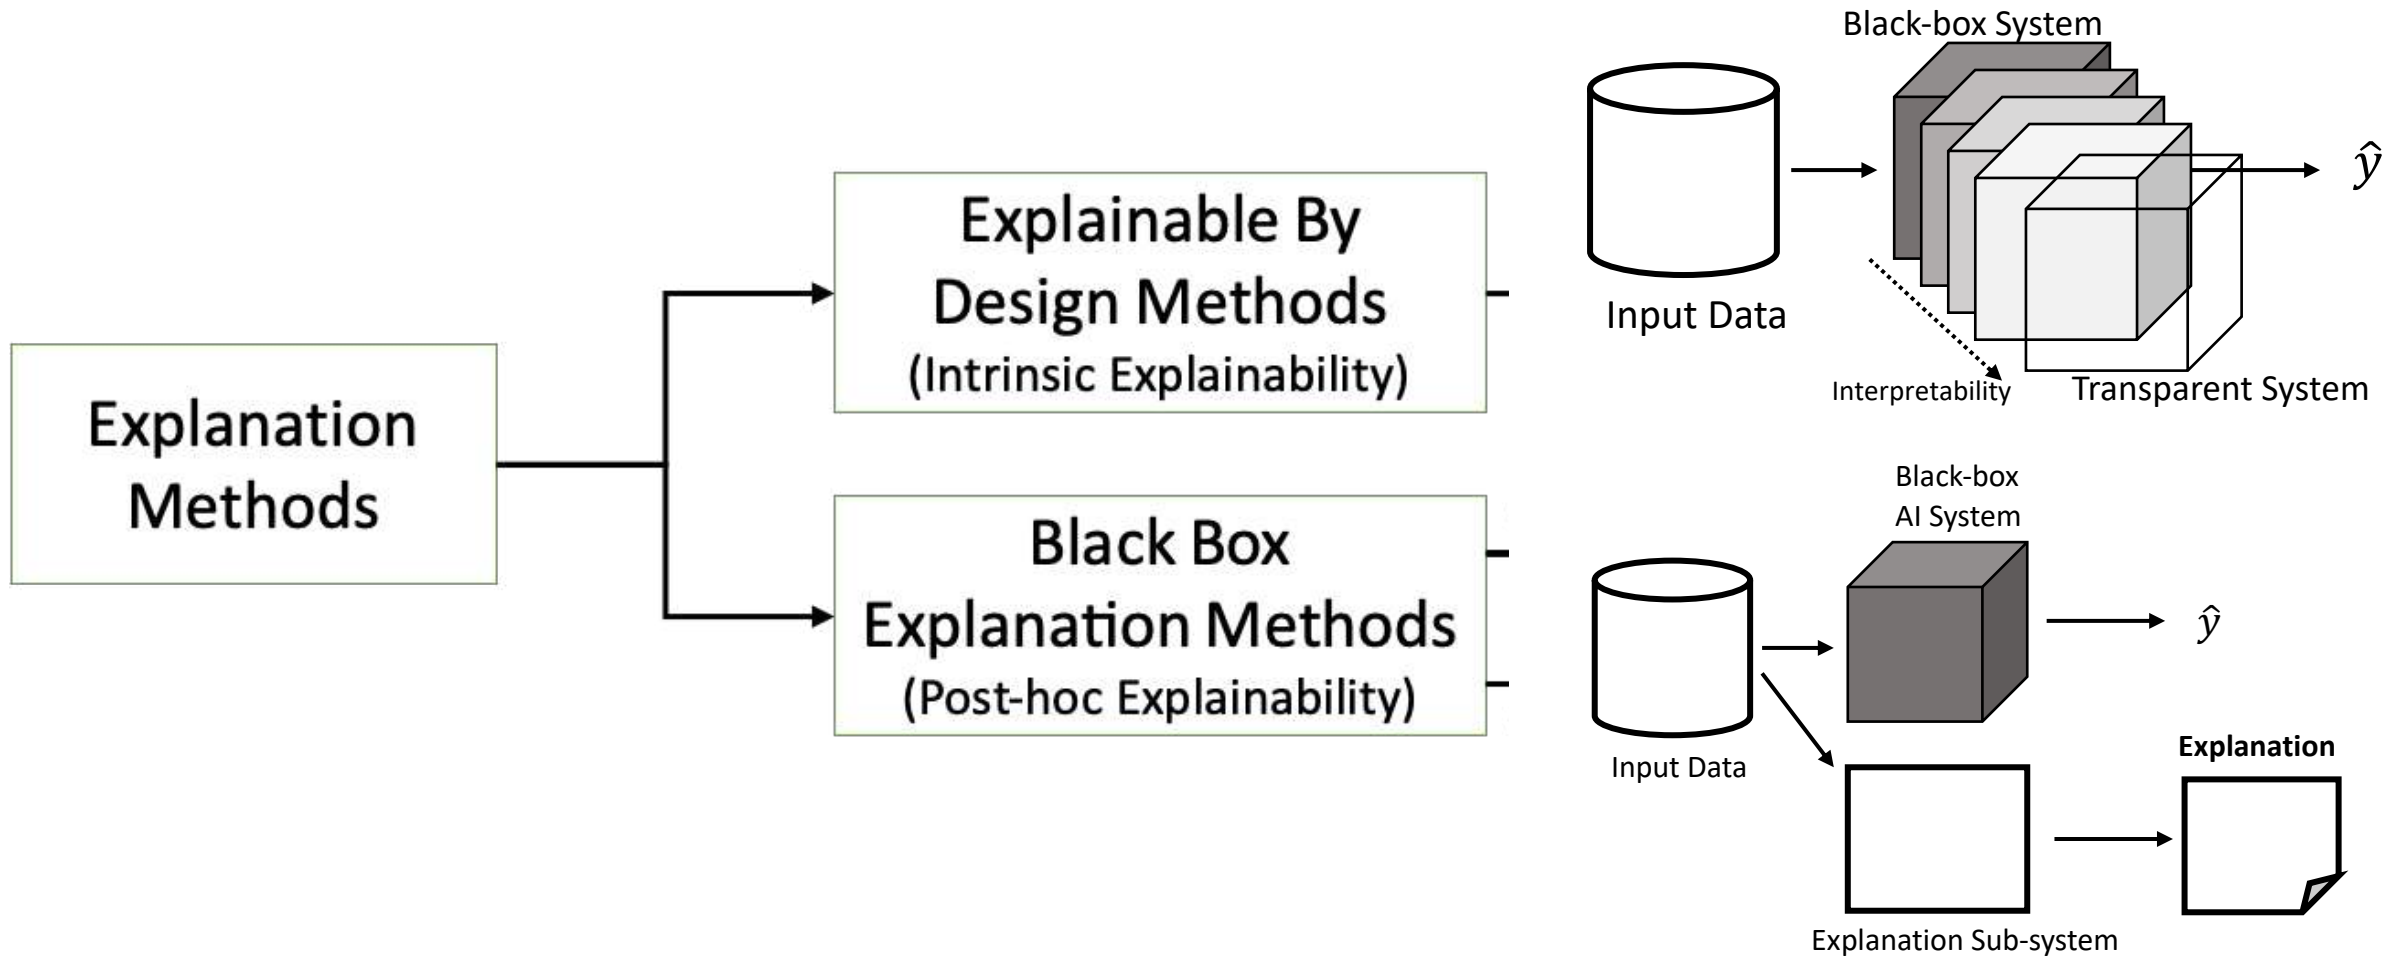 Explanation
Methods
Explainable By
Design Methods
(Intrinsic Explainability)
Black Box
Explanation Methods
(Post-hoc Explainability)
Black-box System
Input Data
ŷ
Interpretability
Transparent System
Black-box
AI System
Input Data
ŷ
Explanation
Explanation Sub-system